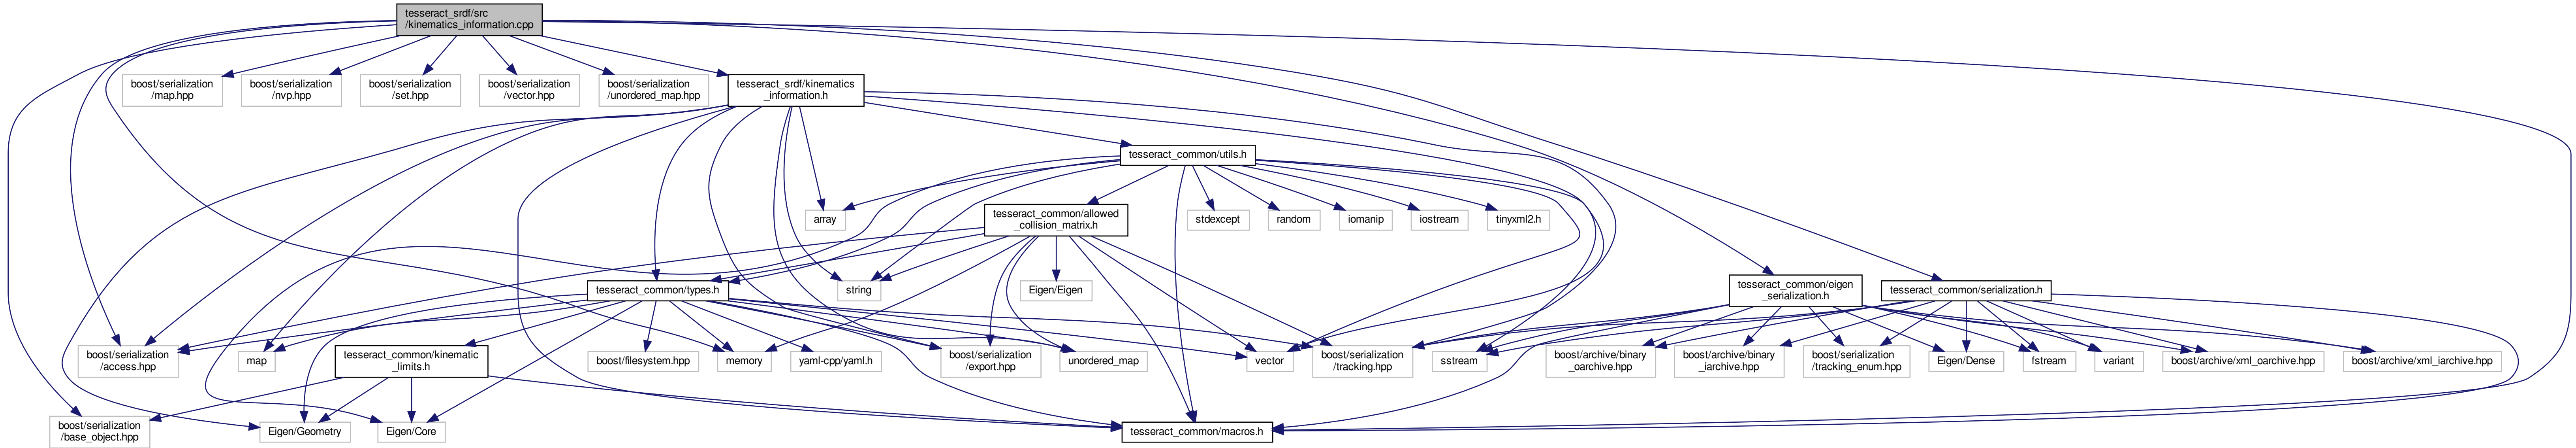 tesseract_srdf/src
/kinematics_information.cpp
boost/serialization
/map.hpp
boost/serialization
/nvp.hpp
boost/serialization
/set.hpp
boost/serialization
/vector.hpp
boost/serialization
/unordered_map.hpp
tesseract_srdf/kinematics
_information.h
tesseract_common/utils.h
array
tesseract_common/allowed
_collision_matrix.h
stdexcept
random
iomanip
iostream
tinyxml2.h
tesseract_common/types.h
string
Eigen/Eigen
tesseract_common/eigen
_serialization.h
tesseract_common/serialization.h
boost/serialization
/access.hpp
map
tesseract_common/kinematic
_limits.h
boost/filesystem.hpp
memory
yaml-cpp/yaml.h
boost/serialization
/export.hpp
unordered_map
vector
boost/serialization
/tracking.hpp
sstream
boost/archive/binary
_oarchive.hpp
boost/archive/binary
_iarchive.hpp
boost/serialization
/tracking_enum.hpp
Eigen/Dense
fstream
variant
boost/archive/xml_oarchive.hpp
boost/archive/xml_iarchive.hpp
boost/serialization
/base_object.hpp
Eigen/Geometry
Eigen/Core
tesseract_common/macros.h